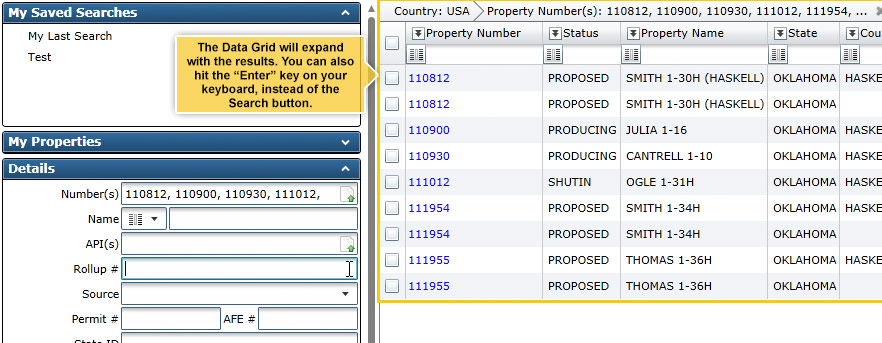 My Saved Searches
My Last Search
Test
The Data Grid will expand
with the results. You can also
hit the “Enter” key on your
keyboard, instead of the
Search button.
My Properties
Details
Number(s) 110812, 110900, 110930, 111012,
Name
API(s)
Rollup #
Source
Permit # AFE #
State ID
Country: USA Property Number(s): 110812, 110900, 110930, 111012, 111954, ...
Property Number Status Property Name State Cou
110812 PROPOSED SMITH 1-30H (HASKELL) OKLAHOMA HASKE
110812 PROPOSED SMITH 1-30H (HASKELL) OKLAHOMA
110900 PRODUCING JULIA 1-16 OKLAHOMA HASKE
110930 PRODUCING CANTRELL 1-10 OKLAHOMA HASKE
111012 SHUTIN OGLE 1-31H OKLAHOMA HASKE
111954 PROPOSED SMITH 1-34H OKLAHOMA HASKE
111954 PROPOSED SMITH 1-34H OKLAHOMA
111955 PROPOSED THOMAS 1-36H OKLAHOMA HASKE
111955 PROPOSED THOMAS 1-36H OKLAHOMA